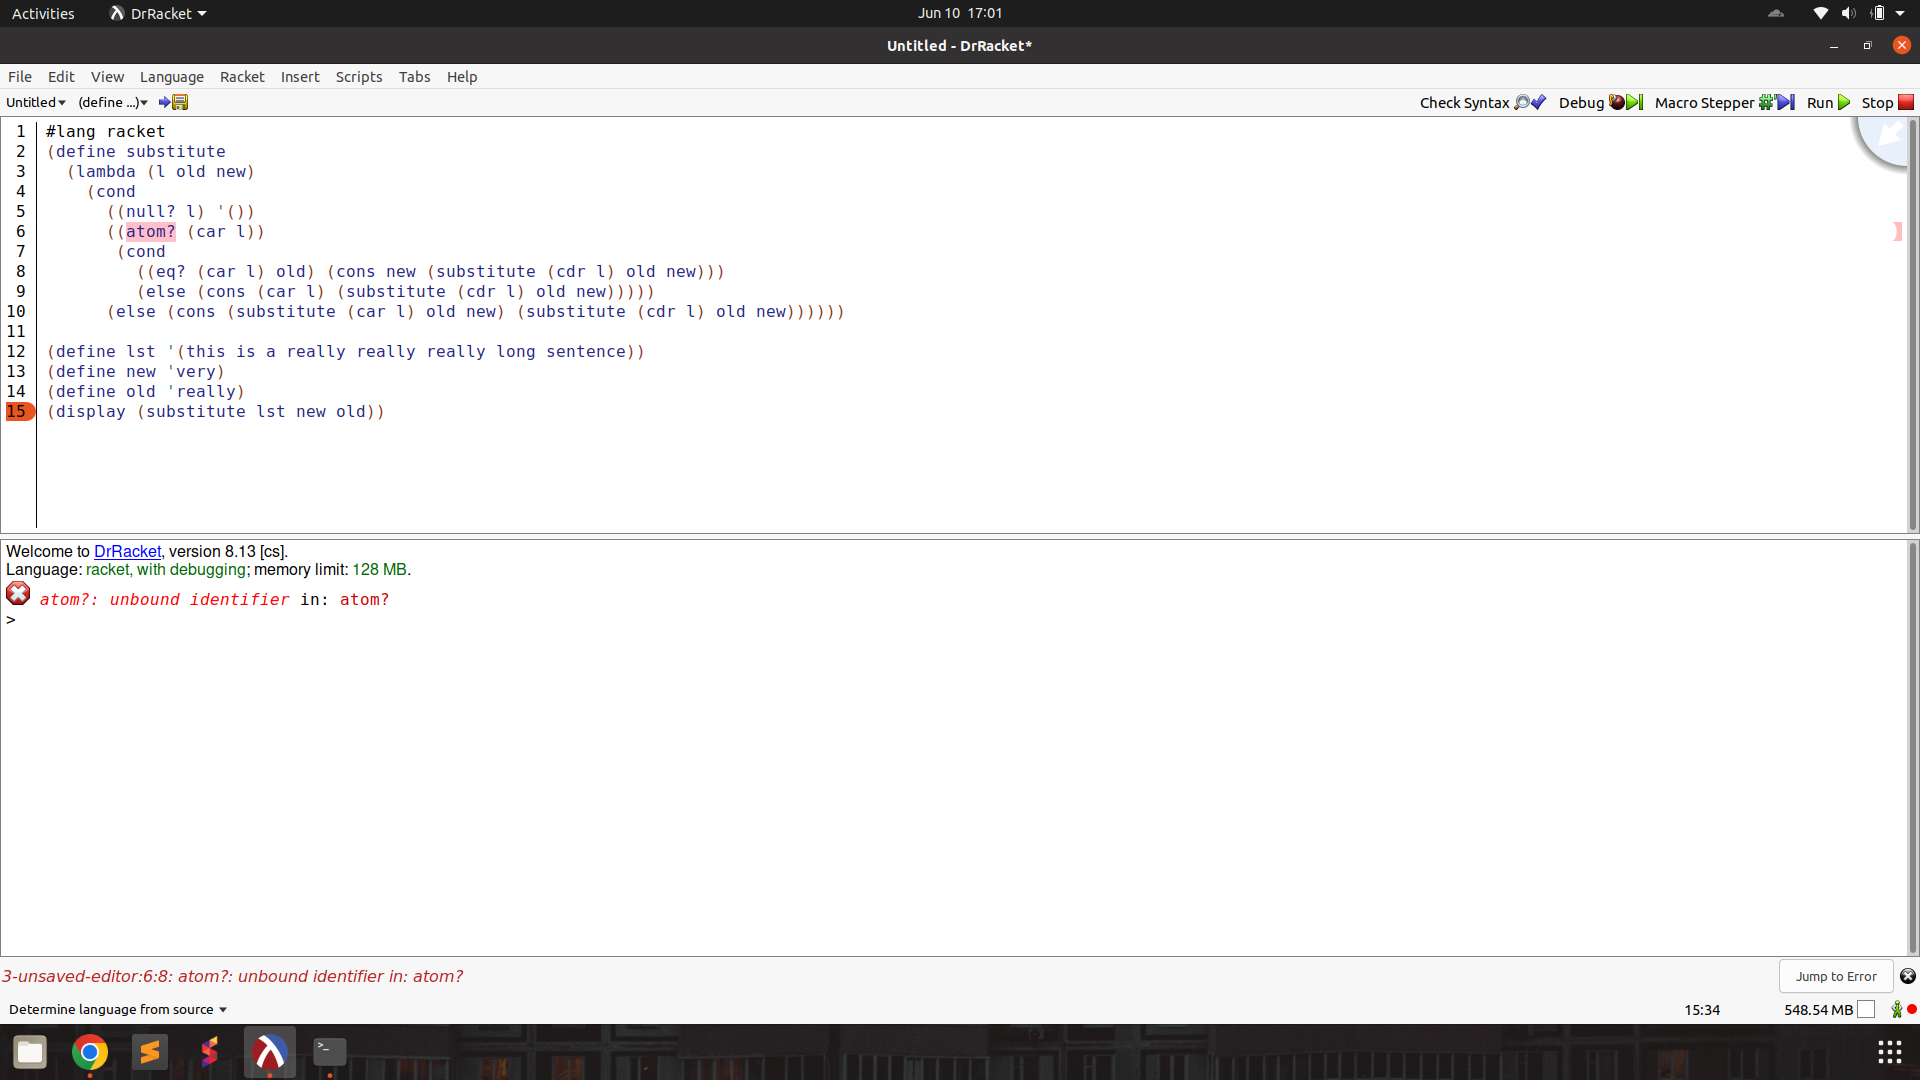 Activities DrRacket Jun 10 17:01
Untitled - DrRacket*
File Edit View Language Racket Insert Scripts Tabs Help
Untitled (define ...) Check Syntax Debug Macro Stepper Run Stop
1 #lang racket
2 (define substitute
3 (lambda (l old new)
4 (cond
5 ((null? l) '())
6 ((atom? (car l))
7 (cond
8 ((eq? (car l) old) (cons new (substitute (cdr l) old new)))
9 (else (cons (car l) (substitute (cdr l) old new)))))
10 (else (cons (substitute (car l) old new) (substitute (cdr l) old new))))))
11
12 (define lst '(this is a really really really long sentence))
13 (define new 'very)
14 (define old 'really)
15 (display (substitute lst new old))
Welcome to DrRacket, version 8.13 [cs].
Language: racket, with debugging; memory limit: 128 MB.
atom?: unbound identifier in: atom?
>
3-unsaved-editor:6:8: atom?: unbound identifier in: atom? Jump to Error
Determine language from source 15:34 548.54 MB